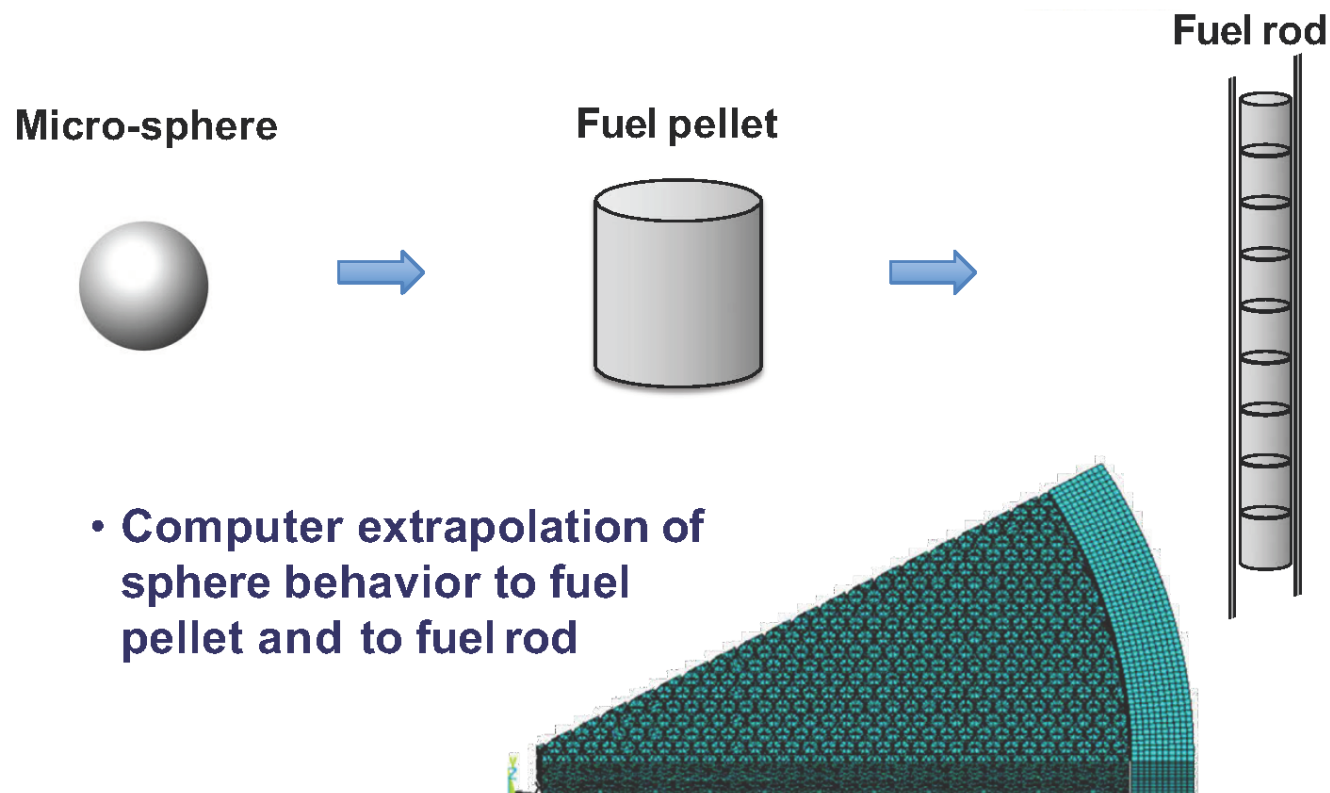 Fuel rod
Micro-sphere
Fuel pellet
• Computer extrapolation of
sphere behavior to fuel
pellet and to fuel rod